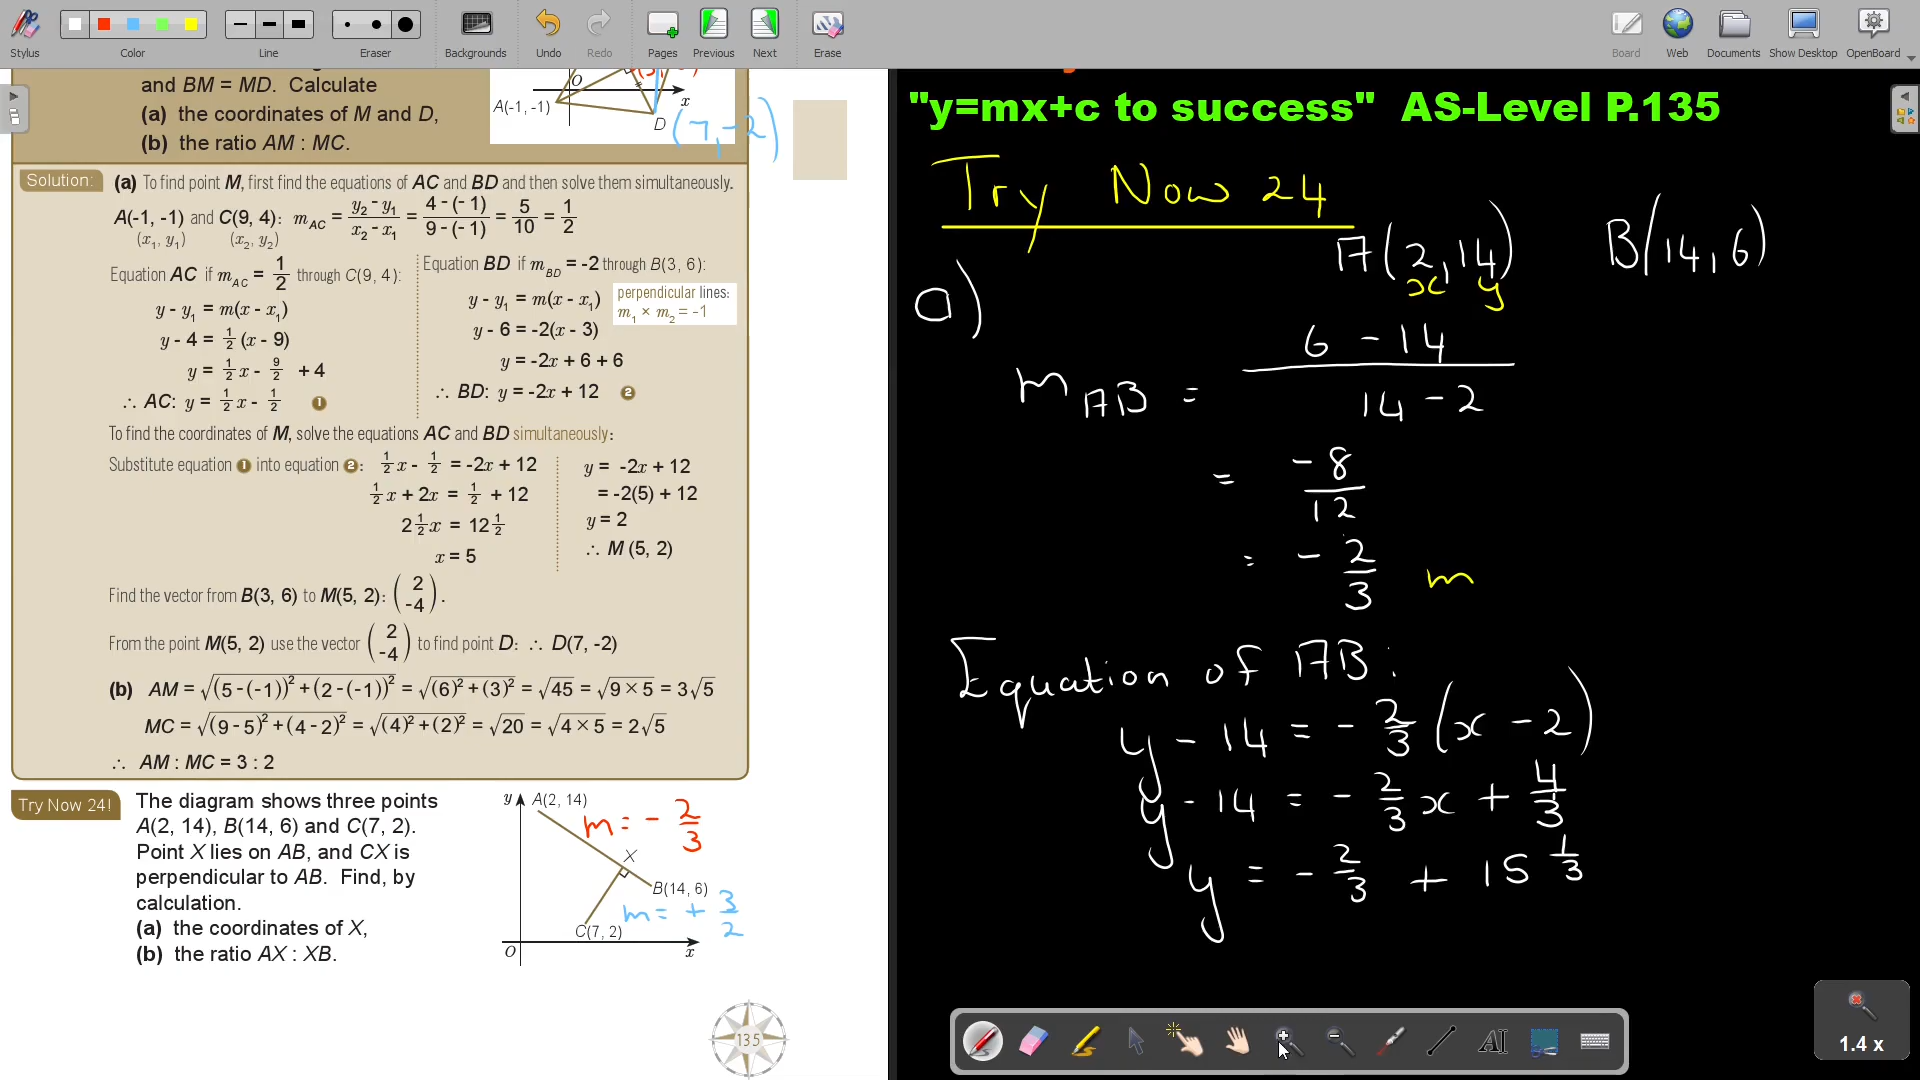 Stylus Color Line Eraser Backgrounds Undo Redo Pages Previous Next Erase Board Web Documents Show Desktop OpenBoard
and BM = MD. Calculate
(a) the coordinates of M and D,
(b) the ratio AM : MC.
O
A(-1, -1)
x
D (7, -2)
Solution: (a) To find point M, first find the equations of AC and BD and then solve them simultaneously.
A(-1, -1) and C(9, 4): m_AC = (y₂ - y₁)/(x₂ - x₁) = (4 - (-1))/(9 - (-1)) = 5/10 = 1/2
(x₁, y₁) (x₂, y₂)
Equation AC if m_AC = 1/2 through C(9, 4):
y - y₁ = m(x - x₁)
y - 4 = 1/2 (x - 9)
y = 1/2 x - 9/2 + 4
∴ AC: y = 1/2 x - 1/2 ❶
Equation BD if m_BD = -2 through B(3, 6):
y - y₁ = m(x - x₁)
perpendicular lines:
m₁ × m₂ = -1
y - 6 = -2(x - 3)
y = -2x + 6 + 6
∴ BD: y = -2x + 12 ❷
To find the coordinates of M, solve the equations AC and BD simultaneously:
Substitute equation ❶ into equation ❷: 1/2 x - 1/2 = -2x + 12
1/2 x + 2x = 1/2 + 12
2 1/2 x = 12 1/2
x = 5
y = -2x + 12
= -2(5) + 12
y = 2
∴ M (5, 2)
Find the vector from B(3, 6) to M(5, 2): (2 -4).
From the point M(5, 2) use the vector (2 -4) to find point D: ∴ D(7, -2)
(b) AM = √((5 - (-1))² + (2 - (-1))²) = √((6)² + (3)²) = √45 = √(9 × 5) = 3√5
MC = √((9 - 5)² + (4 - 2)²) = √((4)² + (2)²) = √20 = √(4 × 5) = 2√5
∴ AM : MC = 3 : 2
Try Now 24! The diagram shows three points
A(2, 14), B(14, 6) and C(7, 2).
Point X lies on AB, and CX is
perpendicular to AB. Find, by
calculation.
(a) the coordinates of X,
(b) the ratio AX : XB.
y A(2, 14)
m = - 2/3
X
B(14, 6)
m = + 3/2
C(7, 2)
O x
135
"y=mx+c to success" AS-Level P.135
Try Now 24
A(2, 14) B(14, 6)
x y
a)
m AB = (6 - 14)/(14 - 2)
= -8/12
= - 2/3 m
Equation of AB:
y - 14 = - 2/3 (x - 2)
y - 14 = - 2/3 x + 4/3
y = - 2/3 + 15 1/3
1.4 x